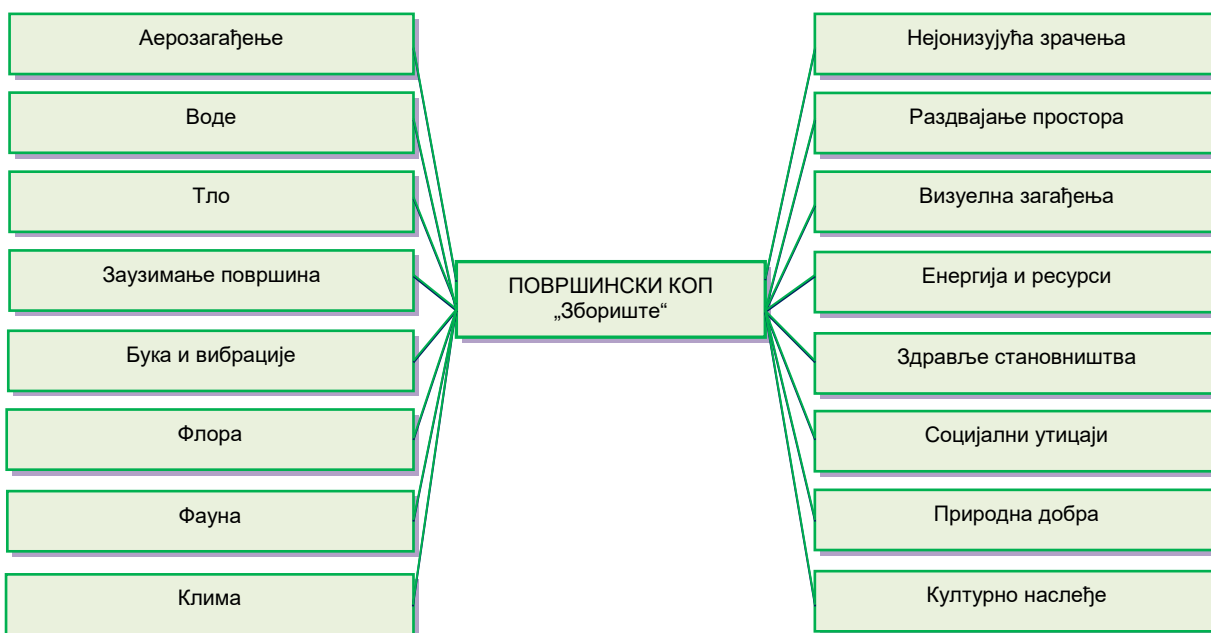 Аерозагађење
Воде
Тло
Заузимање површина
Бука и вибрације
Флора
Фауна
Клима
ПОВРШИНСКИ КОП
„Збориште“
Нејонизујућа зрачења
Раздвајање простора
Визуелна загађења
Енергија и ресурси
Здравље становништва
Социјални утицаји
Природна добра
Културно наслеђе